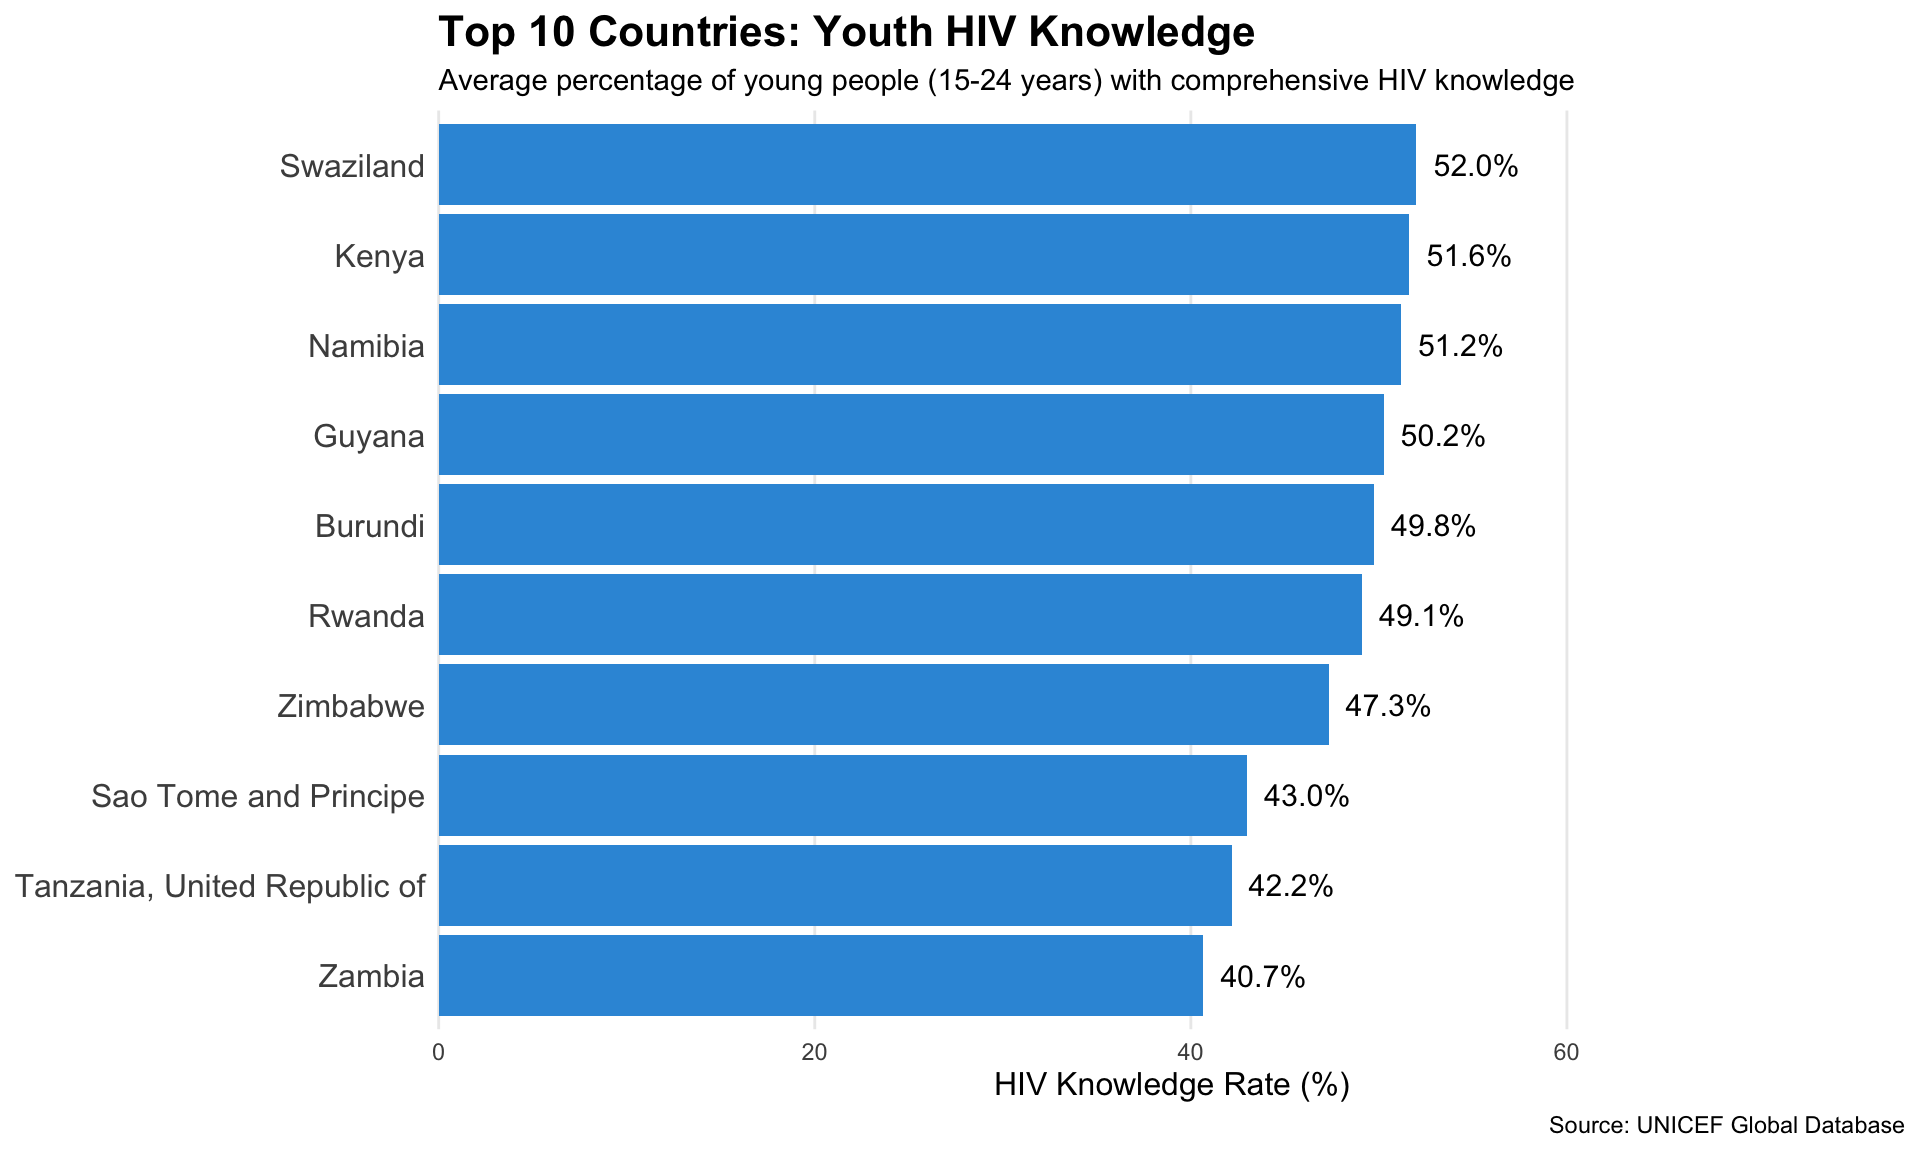 Top 10 Countries: Youth HIV Knowledge
Average percentage of young people (15-24 years) with comprehensive HIV knowledge
Swaziland 52.0%
Kenya 51.6%
Namibia 51.2%
Guyana 50.2%
Burundi 49.8%
Rwanda 49.1%
Zimbabwe 47.3%
Sao Tome and Principe 43.0%
Tanzania, United Republic of 42.2%
Zambia 40.7%
0 20 40 60
HIV Knowledge Rate (%)
Source: UNICEF Global Database